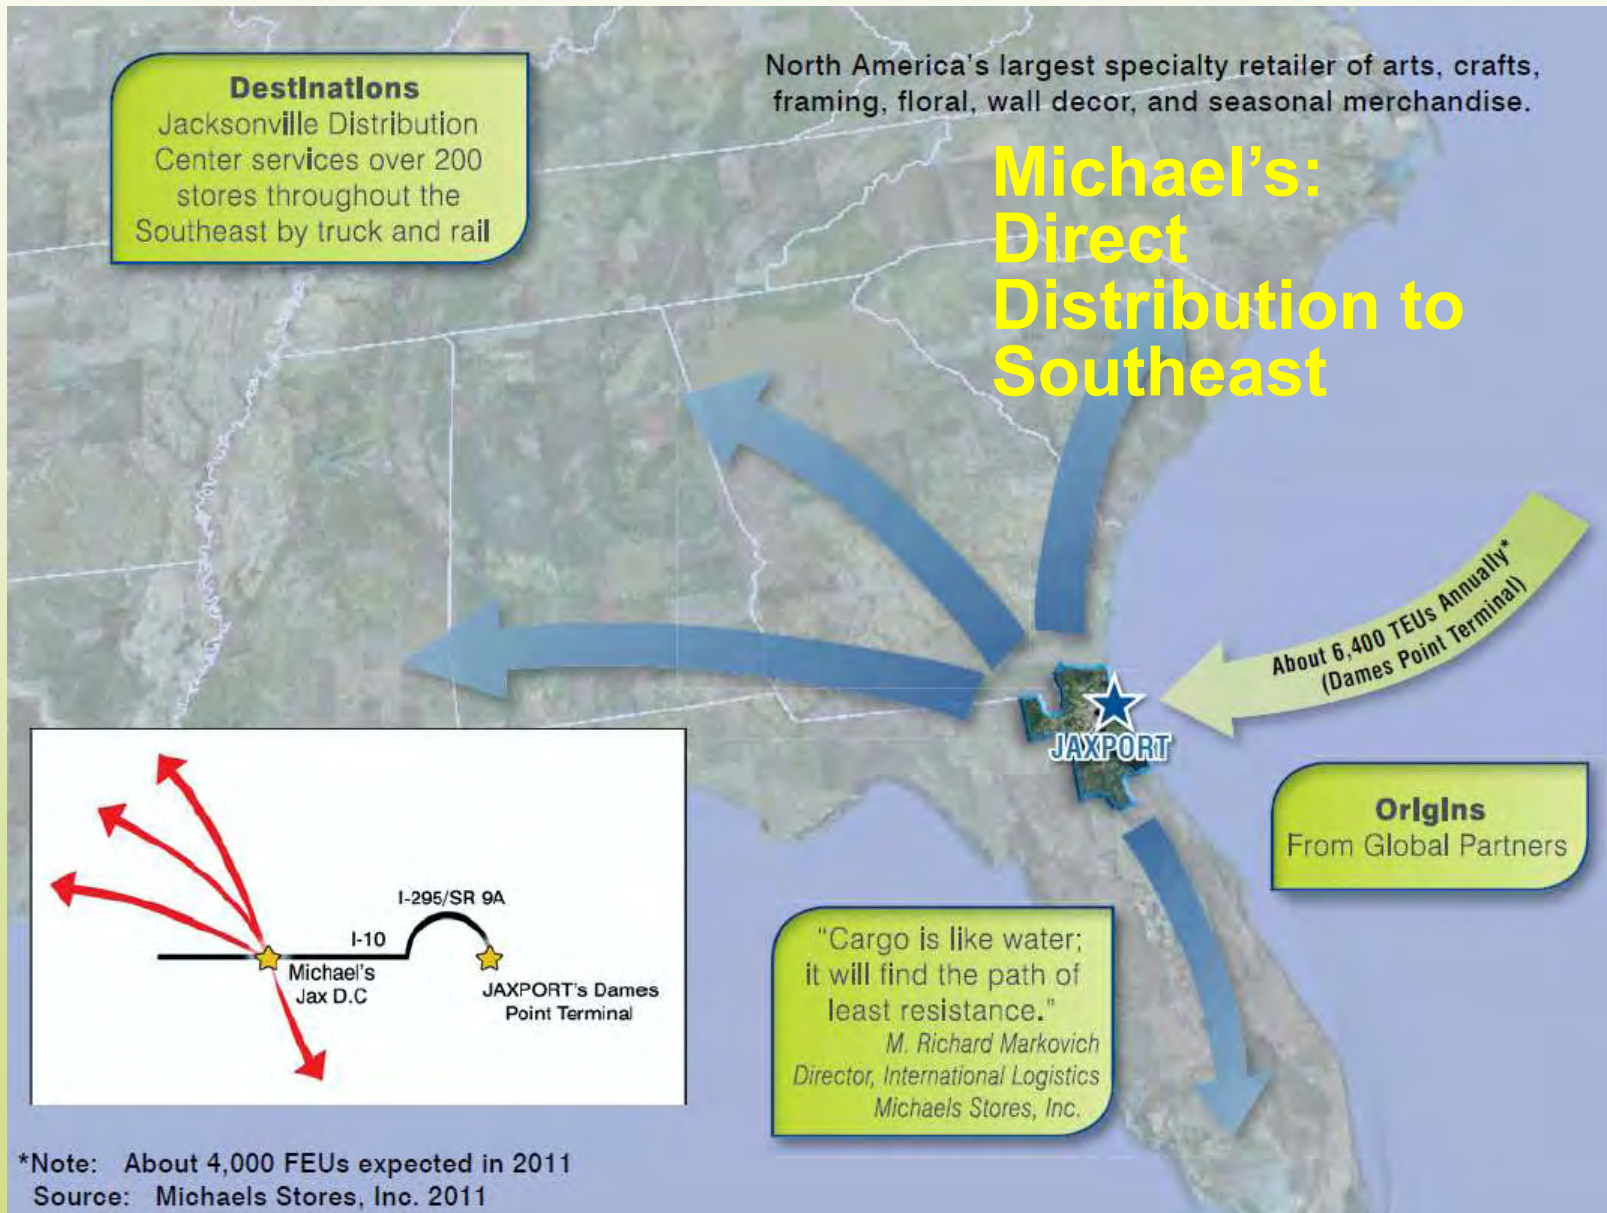 Destinations
Jacksonville Distribution
Center services over 200
stores throughout the
Southeast by truck and rail
North America's largest specialty retailer of arts, crafts,
framing, floral, wall decor, and seasonal merchandise.
Michael's:
Direct
Distribution to
Southeast
About 6,400 TEUs Annually*
(Dames Point Terminal)
JAXPORT
Origins
From Global Partners
I-295/SR 9A
I-10
Michael's
Jax D.C
JAXPORT's Dames
Point Terminal
"Cargo is like water;
it will find the path of
least resistance."
M. Richard Markovich
Director, International Logistics
Michaels Stores, Inc.
*Note: About 4,000 FEUs expected in 2011
Source: Michaels Stores, Inc. 2011